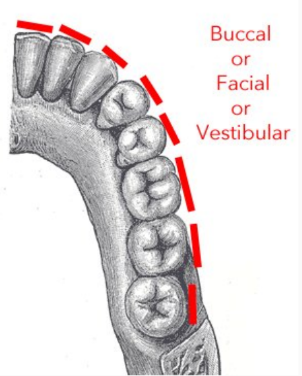 Buccal
or
Facial
or
Vestibular